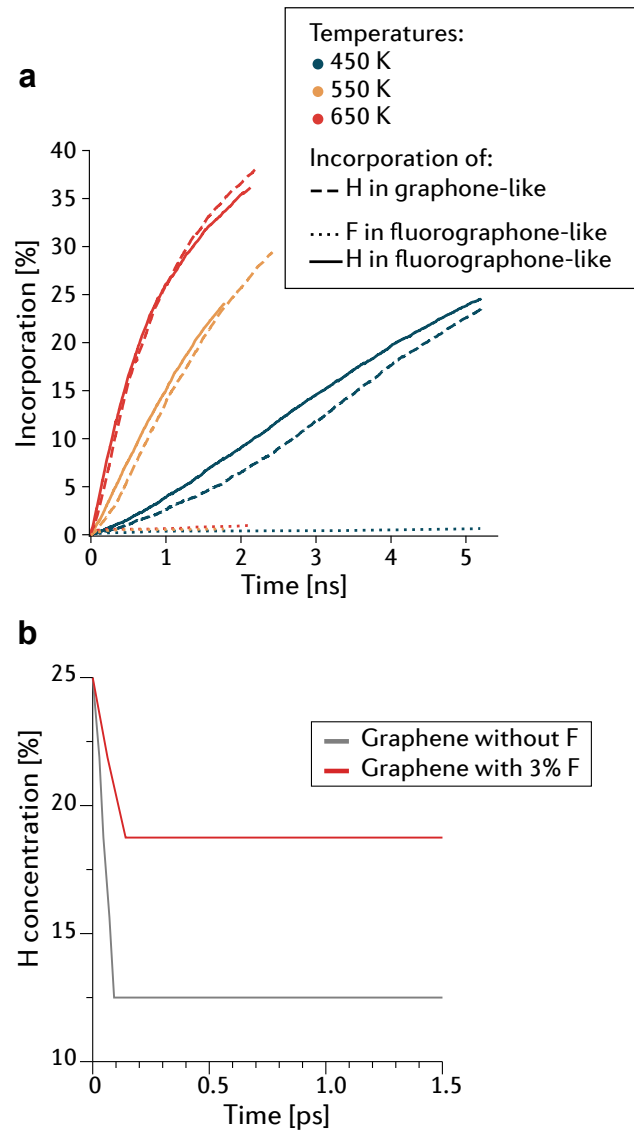 Temperatures:
450 K
550 K
650 K
Incorporation of:
H in graphone-like
F in fluorographone-like
H in fluorographone-like
a
40
35
30
25
20
15
10
5
0
Incorporation [%]
0 1 2 3 4 5
Time [ns]
b
25
20
15
10
H concentration [%]
Graphene without F
Graphene with 3% F
0 0.5 1.0 1.5
Time [ps]